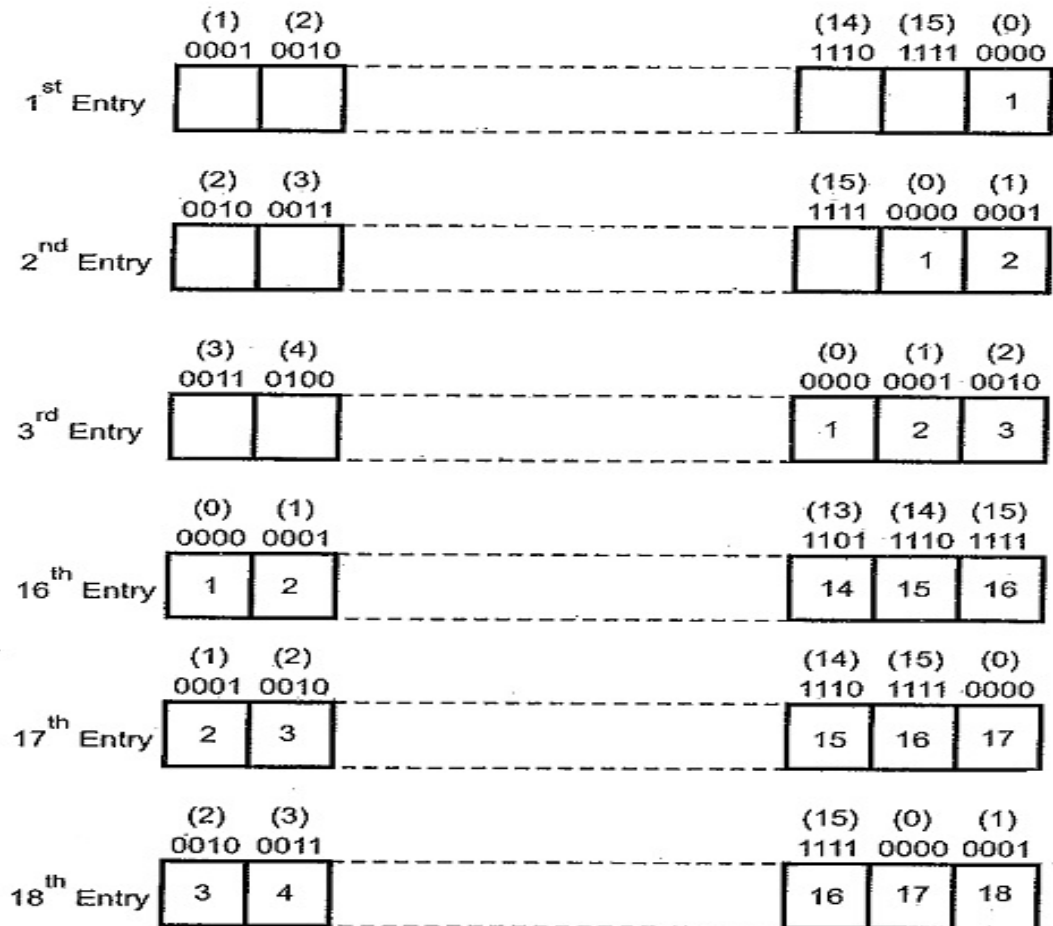 (1) (2) (14) (15) (0)
0001 0010 1110 1111 0000
1st Entry 1
(2) (3) (15) (0) (1)
0010 0011 1111 0000 0001
2nd Entry 1 2
(3) (4) (0) (1) (2)
0011 0100 0000 0001 0010
3rd Entry 1 2 3
(0) (1) (13) (14) (15)
0000 0001 1101 1110 1111
16th Entry 1 2 14 15 16
(1) (2) (14) (15) (0)
0001 0010 1110 1111 0000
17th Entry 2 3 15 16 17
(2) (3) (15) (0) (1)
0010 0011 1111 0000 0001
18th Entry 3 4 16 17 18